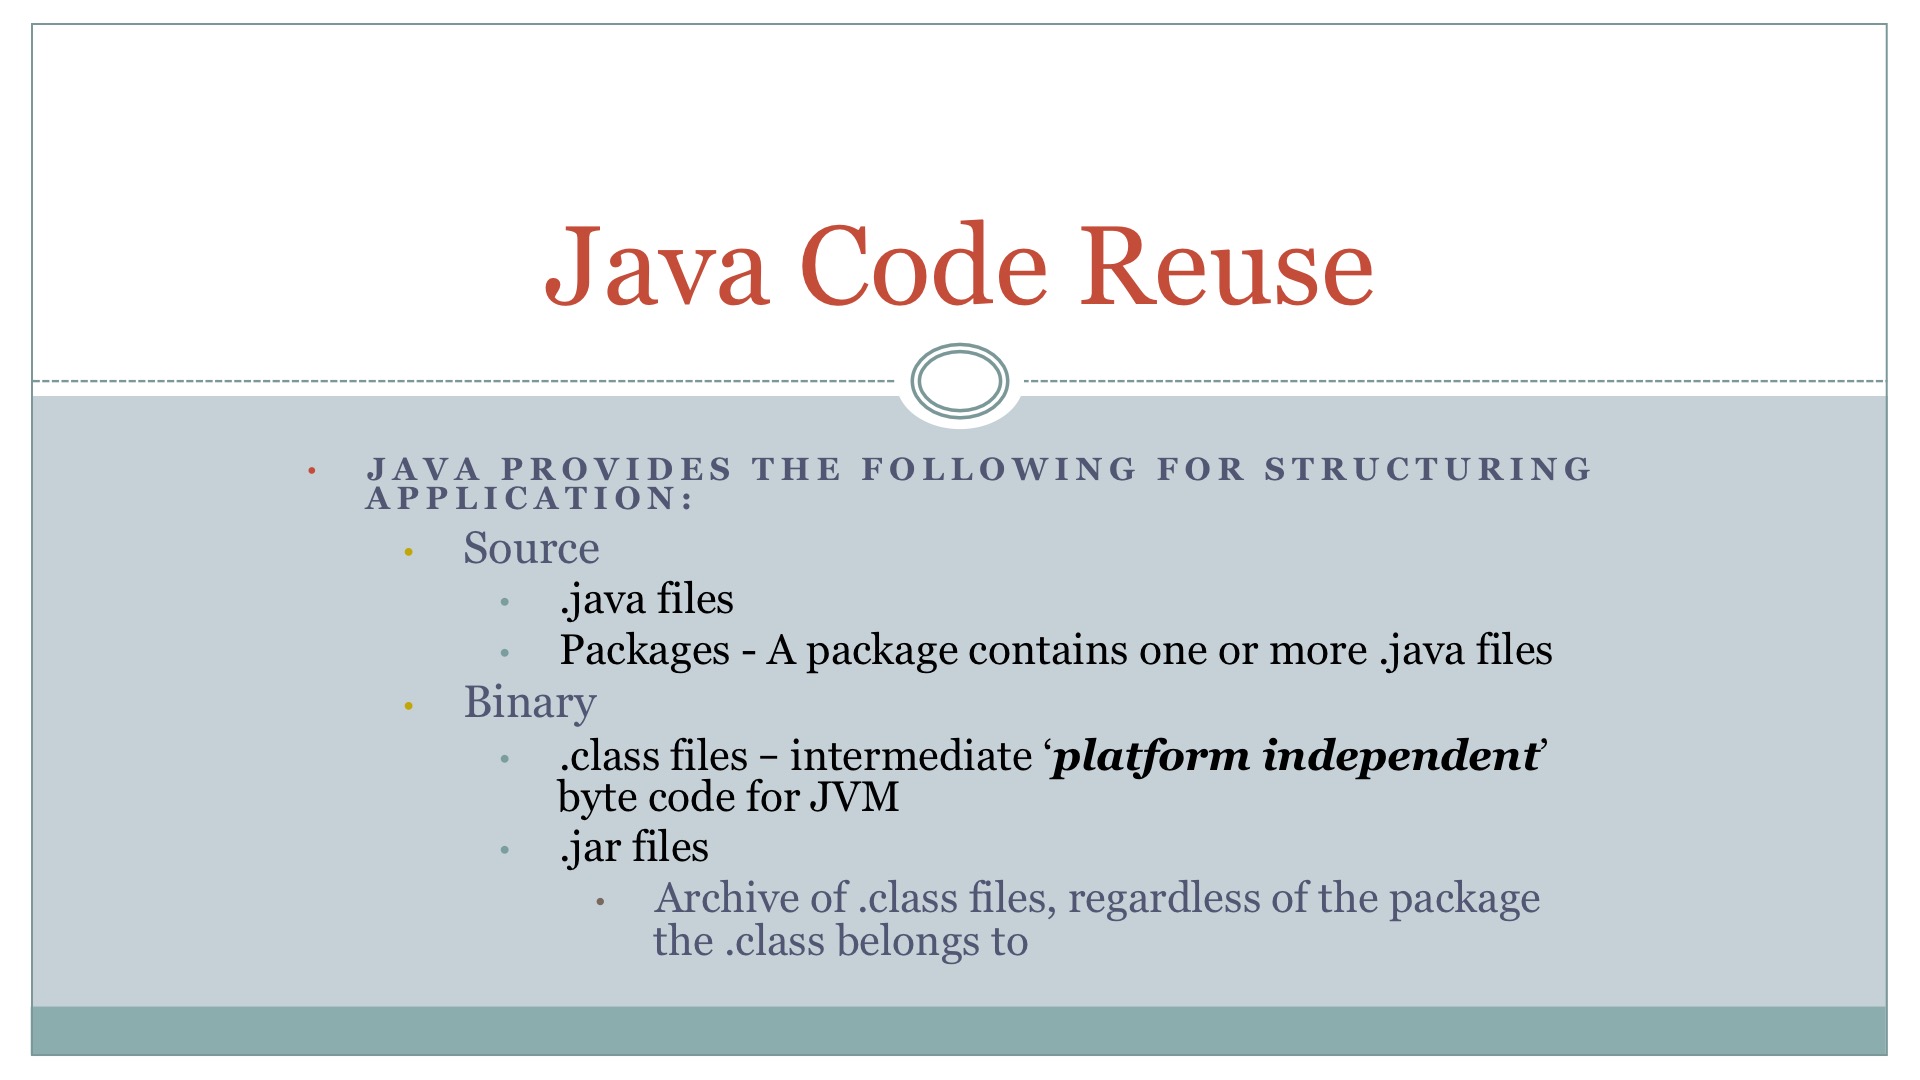 Java Code Reuse
• JAVA PROVIDES THE FOLLOWING FOR STRUCTURING
APPLICATION:
• Source
• .java files
• Packages - A package contains one or more .java files
• Binary
• .class files – intermediate ‘platform independent’
byte code for JVM
• .jar files
• Archive of .class files, regardless of the package
the .class belongs to